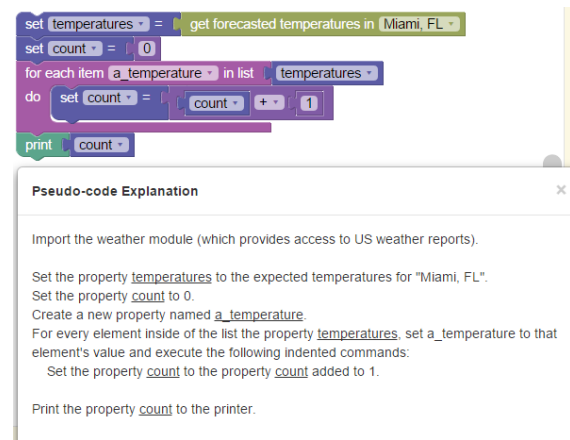 set temperatures = get forecasted temperatures in Miami, FL
set count = 0
for each item a_temperature in list temperatures
do set count = count + 1
print count
Pseudo-code Explanation ×
Import the weather module (which provides access to US weather reports).
Set the property temperatures to the expected temperatures for "Miami, FL".
Set the property count to 0.
Create a new property named a_temperature.
For every element inside of the list the property temperatures, set a_temperature to that
element's value and execute the following indented commands:
Set the property count to the property count added to 1.
Print the property count to the printer.